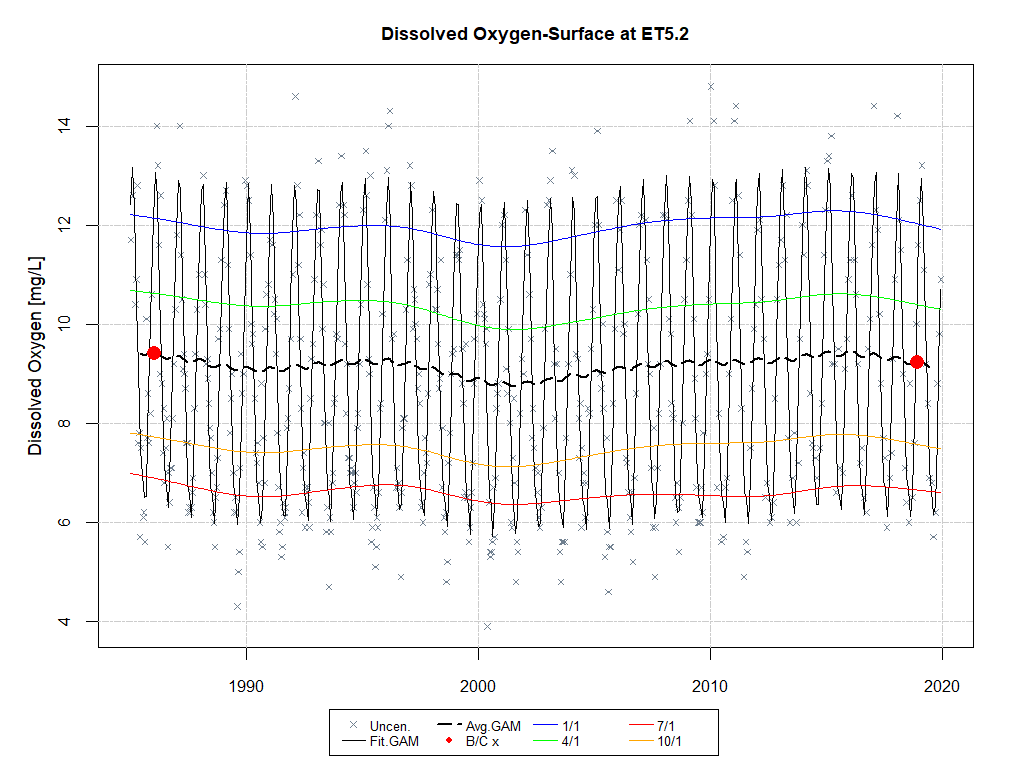 Dissolved Oxygen-Surface at ET5.2
Dissolved Oxygen [mg/L]
14
12
10
8
6
4
1990 2000 2010 2020
Uncen. Avg.GAM 1/1 7/1
Fit.GAM B/C x 4/1 10/1